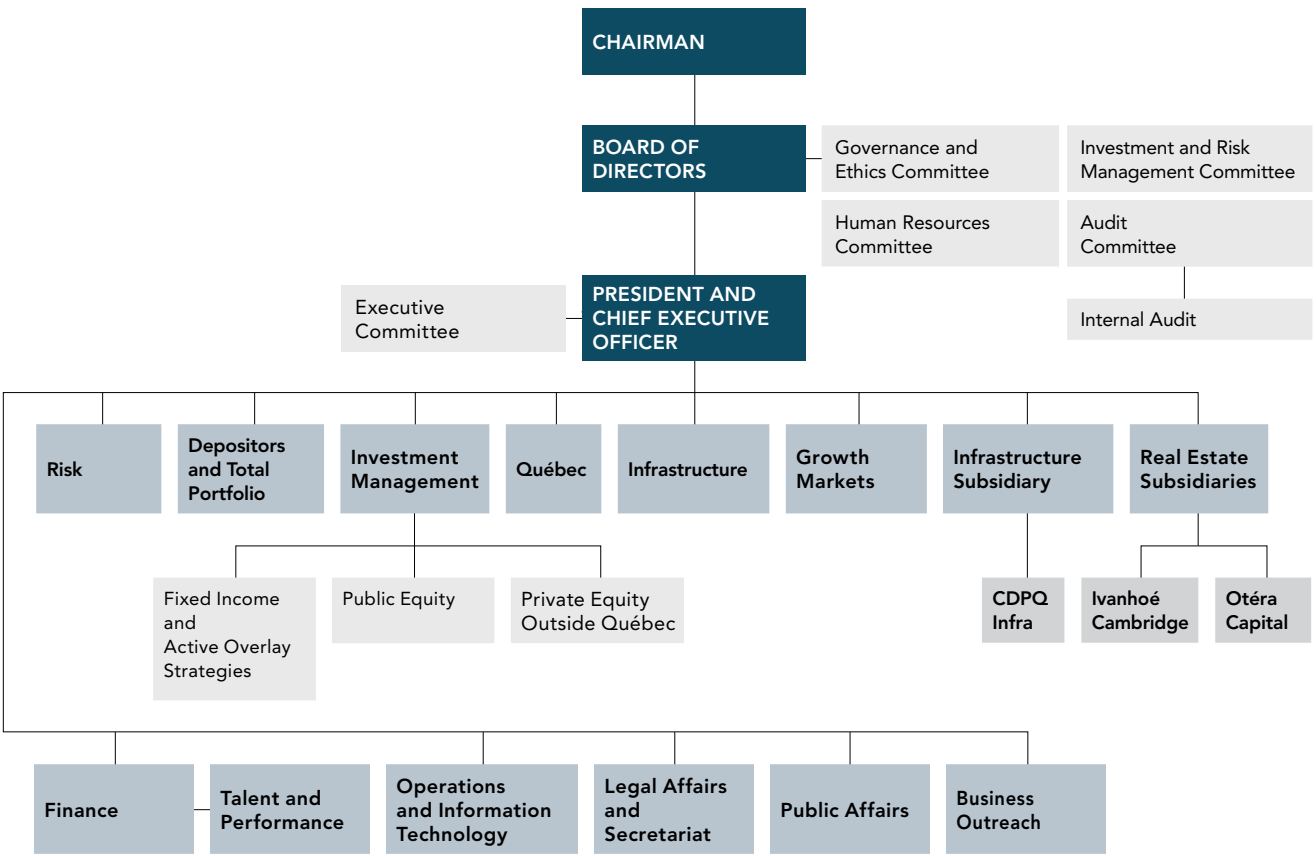 CHAIRMAN
BOARD OF
DIRECTORS
Governance and
Ethics Committee
Investment and Risk
Management Committee
Human Resources
Committee
Audit
Committee
Internal Audit
Executive
Committee
PRESIDENT AND
CHIEF EXECUTIVE
OFFICER
Risk
Depositors
and Total
Portfolio
Investment
Management
Québec
Infrastructure
Growth
Markets
Infrastructure
Subsidiary
Real Estate
Subsidiaries
Fixed Income
and
Active Overlay
Strategies
Public Equity
Private Equity
Outside Québec
CDPQ
Infra
Ivanhoé
Cambridge
Otéra
Capital
Finance
Talent and
Performance
Operations
and Information
Technology
Legal Affairs
and
Secretariat
Public Affairs
Business
Outreach